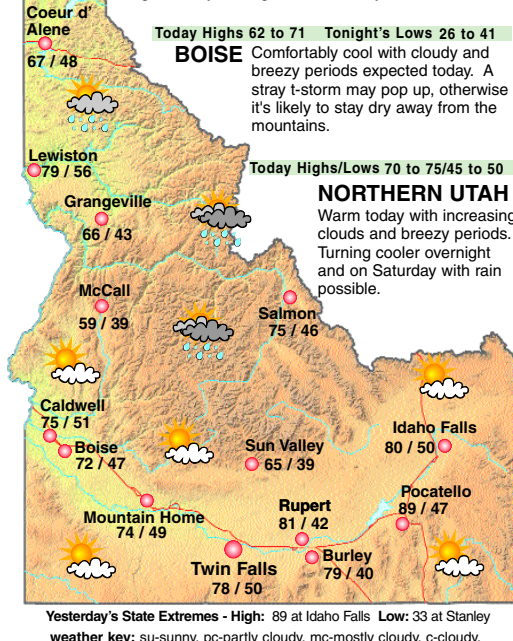 Coeur d'
Alene
67 / 48
Today Highs 62 to 71 Tonight's Lows 26 to 41
BOISE Comfortably cool with cloudy and
breezy periods expected today. A
stray t-storm may pop up, otherwise
it's likely to stay dry away from the
mountains.
Lewiston
79 / 56
Today Highs/Lows 70 to 75/45 to 50
NORTHERN UTAH
Warm today with increasing
clouds and breezy periods.
Turning cooler overnight
and on Saturday with rain
possible.
Grangeville
66 / 43
McCall
59 / 39
Salmon
75 / 46
Caldwell
75 / 51
Boise
72 / 47
Sun Valley
65 / 39
Idaho Falls
80 / 50
Mountain Home
74 / 49
Rupert
81 / 42
Pocatello
89 / 47
Twin Falls
78 / 50
Burley
79 / 40
Yesterday's State Extremes - High: 89 at Idaho Falls Low: 33 at Stanley
weather key: su-sunny, pc-partly cloudy, mc-mostly cloudy, c-cloudy,